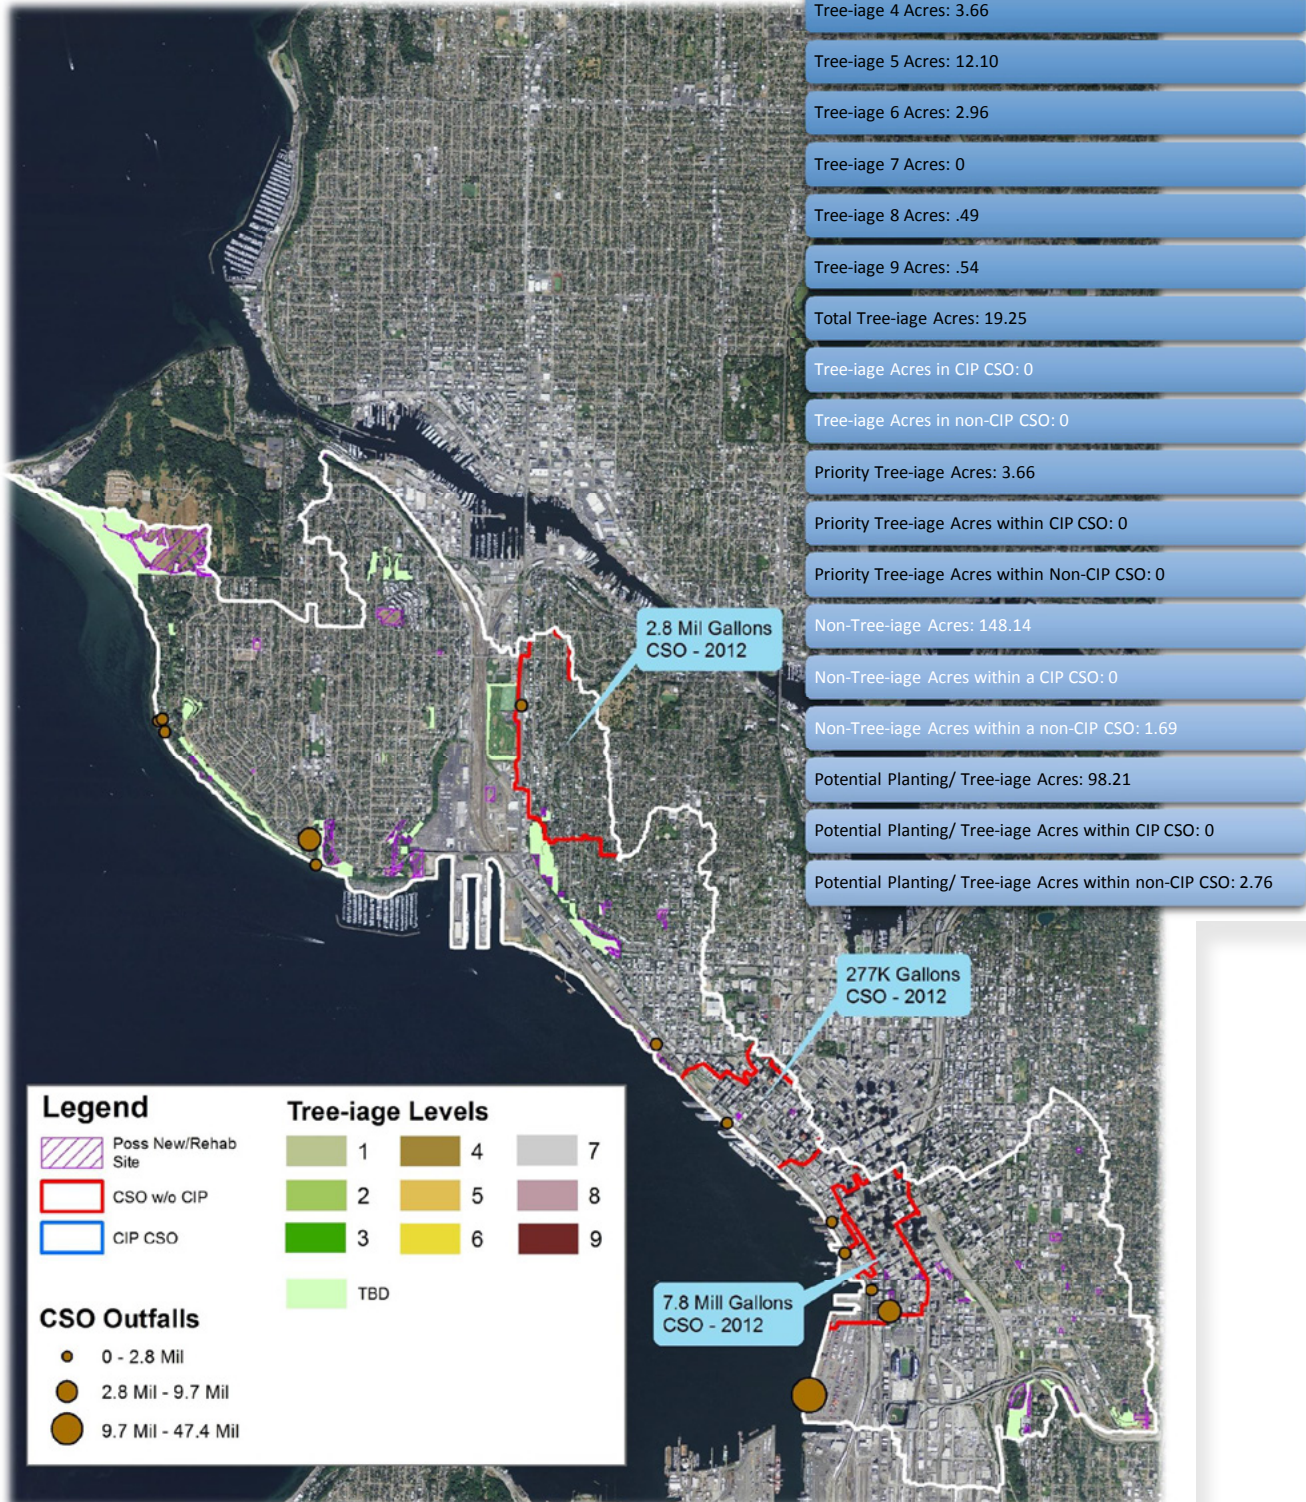 Tree-iage 4 Acres: 3.66
Tree-iage 5 Acres: 12.10
Tree-iage 6 Acres: 2.96
Tree-iage 7 Acres: 0
Tree-iage 8 Acres: .49
Tree-iage 9 Acres: .54
Total Tree-iage Acres: 19.25
Tree-iage Acres in CIP CSO: 0
Tree-iage Acres in non-CIP CSO: 0
Priority Tree-iage Acres: 3.66
Priority Tree-iage Acres within CIP CSO: 0
Priority Tree-iage Acres within Non-CIP CSO: 0
Non-Tree-iage Acres: 148.14
Non-Tree-iage Acres within a CIP CSO: 0
Non-Tree-iage Acres within a non-CIP CSO: 1.69
Potential Planting/ Tree-iage Acres: 98.21
Potential Planting/ Tree-iage Acres within CIP CSO: 0
Potential Planting/ Tree-iage Acres within non-CIP CSO: 2.76
2.8 Mil Gallons
CSO - 2012
277K Gallons
CSO - 2012
7.8 Mill Gallons
CSO - 2012
Legend
Poss New/Rehab
Site
CSO w/o CIP
CIP CSO
Tree-iage Levels
1
4
7
2
5
8
3
6
9
TBD
CSO Outfalls
0 - 2.8 Mil
2.8 Mil - 9.7 Mil
9.7 Mil - 47.4 Mil